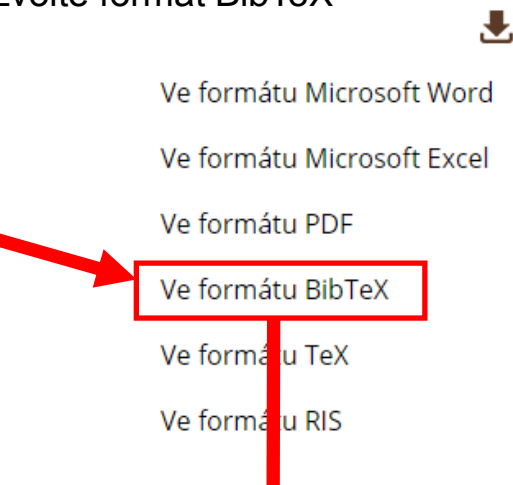 Zvolte formát BibTeX
Ve formátu Microsoft Word
Ve formátu Microsoft Excel
Ve formátu PDF
Ve formátu BibTeX
Ve formátu TeX
Ve formátu RIS